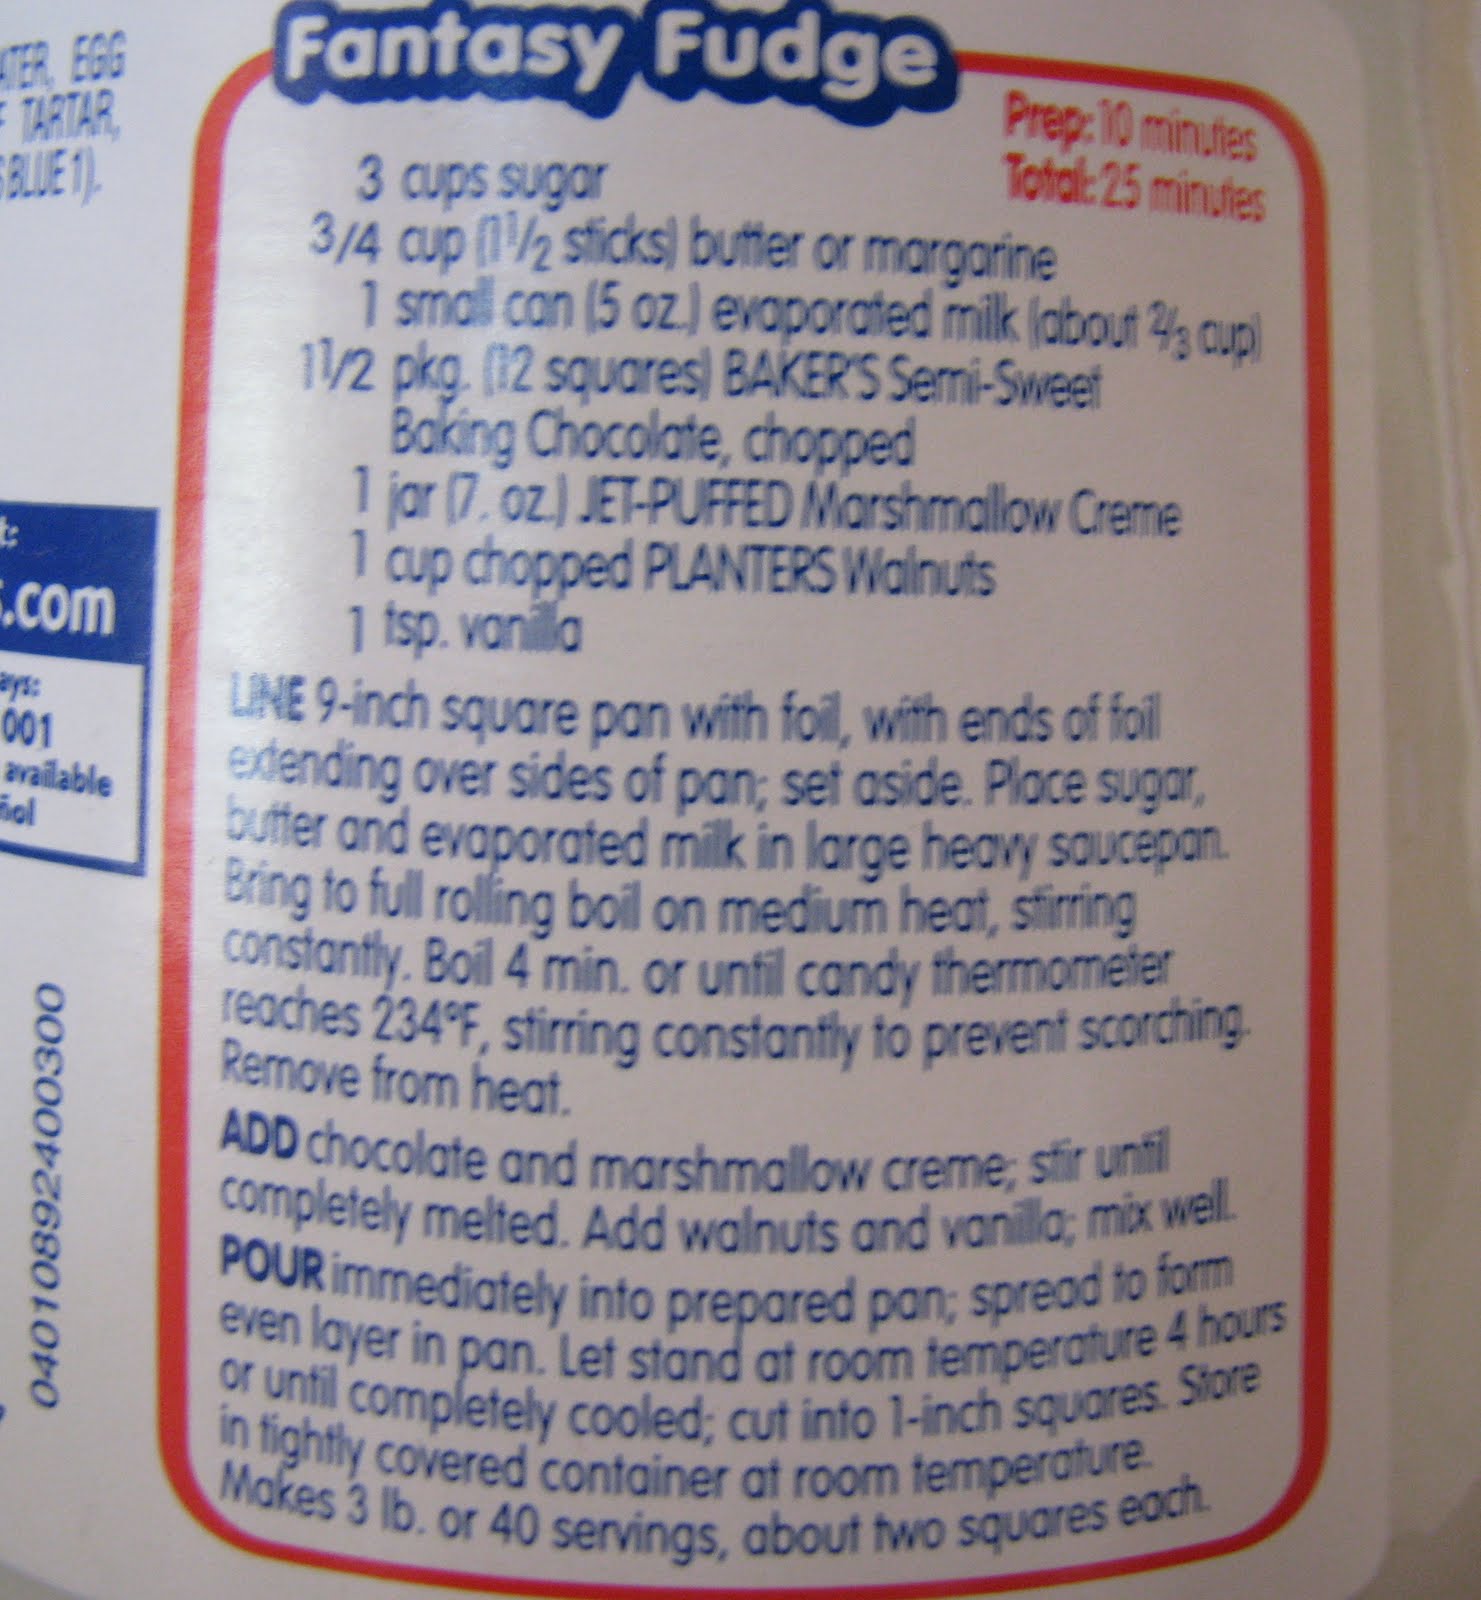 EGG
TARTAR,
BLUE 1).
.com
001
available
04010892400300
Fantasy Fudge
Prep: 10 minutes
Total: 25 minutes
3 cups sugar
3/4 cup (1 1/2 sticks) butter or margarine
1 small can (5 oz.) evaporated milk (about 2/3 cup)
1 1/2 pkg. (12 squares) BAKER'S Semi-Sweet
Baking Chocolate, chopped
1 jar (7. oz.) JET-PUFFED Marshmallow Creme
1 cup chopped PLANTERS Walnuts
1 tsp. vanilla
LINE 9-inch square pan with foil, with ends of foil
extending over sides of pan; set aside. Place sugar,
butter and evaporated milk in large heavy saucepan.
Bring to full rolling boil on medium heat, stirring
constantly. Boil 4 min. or until candy thermometer
reaches 234°F, stirring constantly to prevent scorching.
Remove from heat.
ADD chocolate and marshmallow creme; stir until
completely melted. Add walnuts and vanilla; mix well.
POUR immediately into prepared pan; spread to form
even layer in pan. Let stand at room temperature 4 hours
or until completely cooled; cut into 1-inch squares. Store
in tightly covered container at room temperature.
Makes 3 lb. or 40 servings, about two squares each.